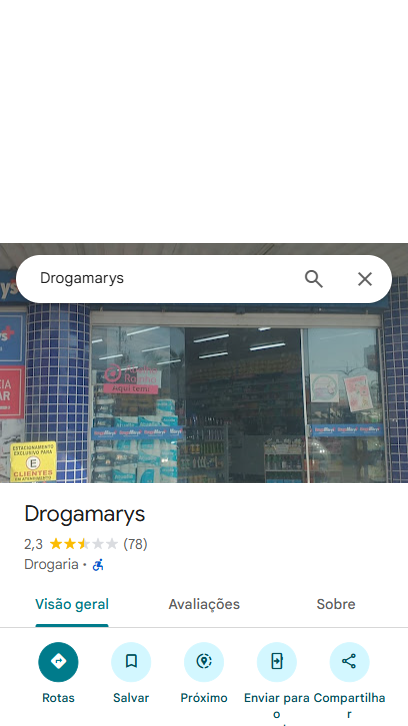 Drogamarys
aqui tem!
ESTACIONAMENTO
EXCLUSIVO PARA
E
CLIENTES
EM ATENDIMENTO
Drogamarys
2,3 (78)
Drogaria •
Visão geral Avaliações Sobre
Rotas Salvar Próximo Enviar para o Compartilhar